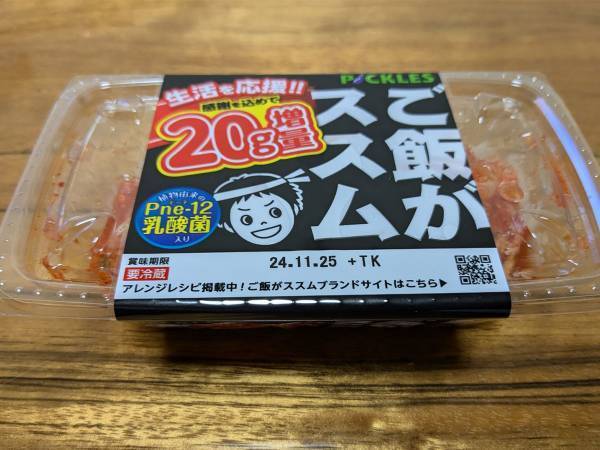 PICKLES
ご飯が
ススム
生活を応援!!
感謝を込めて
20g増量
植物由来の
Pne-12
乳酸菌
入り
賞味期限
24.11.25 +TK
要冷蔵
アレンジレシピ掲載中!ご飯がススムブランドサイトはこちら▶